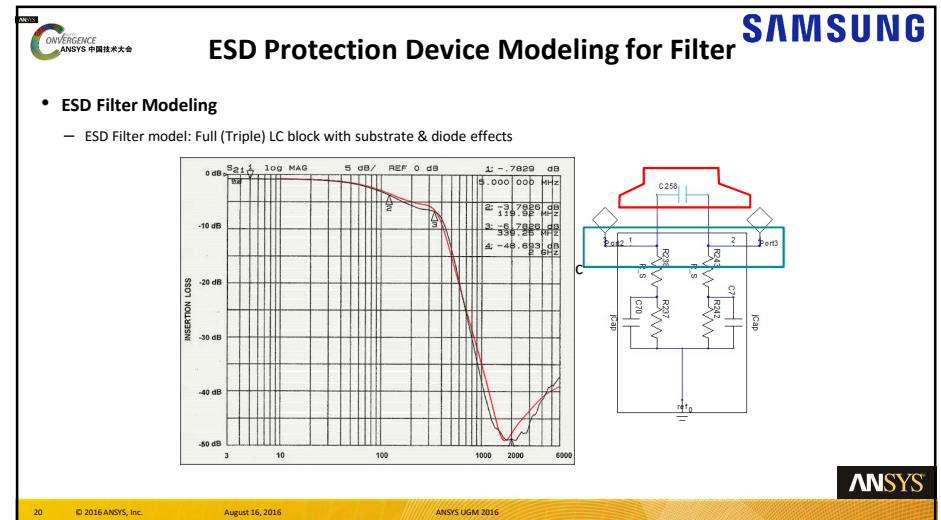 ANSYS
CONVERGENCE
ANSYS 中国技术大会
SAMSUNG
ESD Protection Device Modeling for Filter
• ESD Filter Modeling
– ESD Filter model: Full (Triple) LC block with substrate & diode effects
S21 log MAG 5 dB/ REF 0 dB 1: -.7829 dB
5.000 000 MHz
2: -3.7826 dB
119.92 MHz
3: -6.7826 dB
339.25 MHz
4: -48.693 dB
2 GHz
0 dB
-10 dB
-20 dB
-30 dB
-40 dB
-50 dB
INSERTION LOSS
3 10 100 1000 2000 6000
C258
Port2 1 2 Port3
C
R238 R243
R_S R_S
C70 R237 R242 C7
jCap jCap
ref_0
ANSYS
20 © 2016 ANSYS, Inc. August 16, 2016 ANSYS UGM 2016